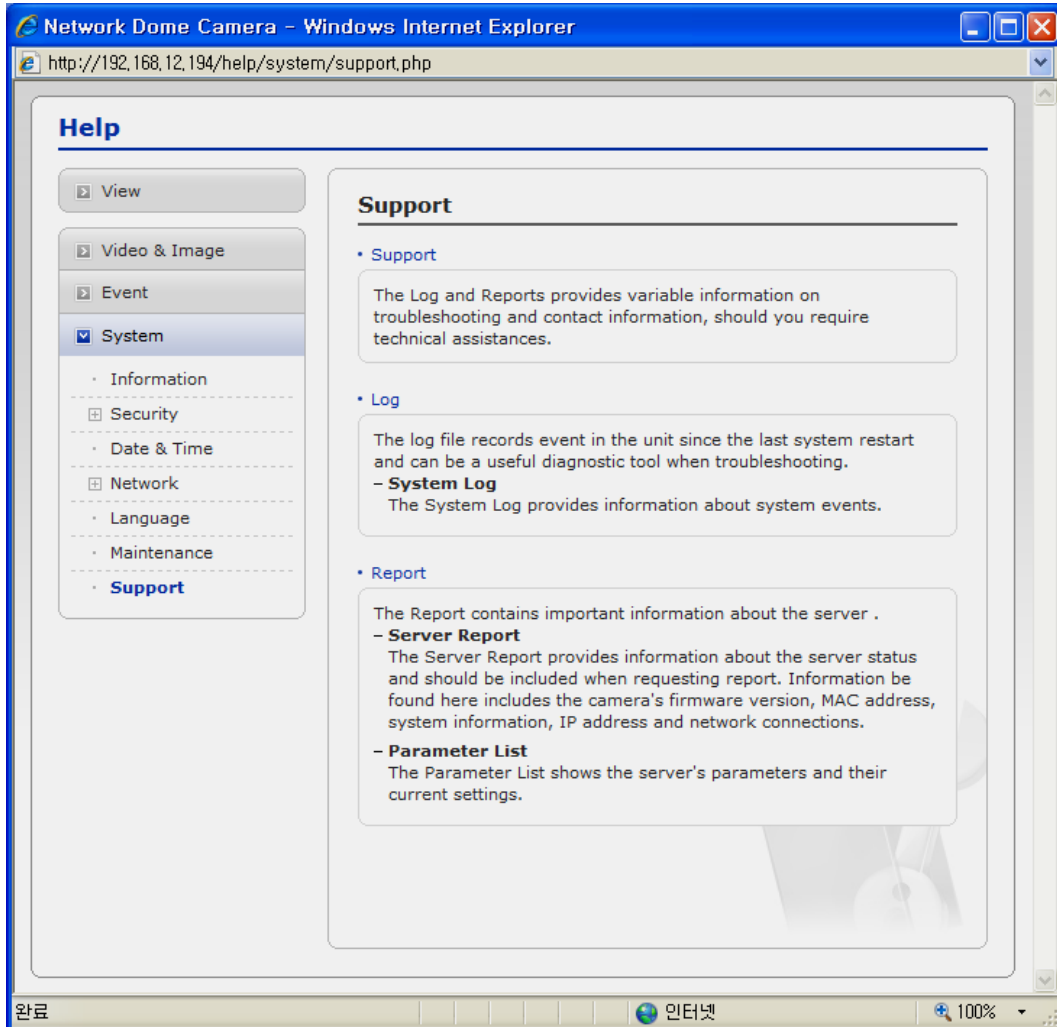 Network Dome Camera - Windows Internet Explorer
http://192,168,12,194/help/system/support,php
Help
View
Video & Image
Event
System
Information
Security
Date & Time
Network
Language
Maintenance
Support
Support
• Support
The Log and Reports provides variable information on
troubleshooting and contact information, should you require
technical assistances.
• Log
The log file records event in the unit since the last system restart
and can be a useful diagnostic tool when troubleshooting.
– System Log
The System Log provides information about system events.
• Report
The Report contains important information about the server .
– Server Report
The Server Report provides information about the server status
and should be included when requesting report. Information be
found here includes the camera's firmware version, MAC address,
system information, IP address and network connections.
– Parameter List
The Parameter List shows the server's parameters and their
current settings.
완료
인터넷
100%